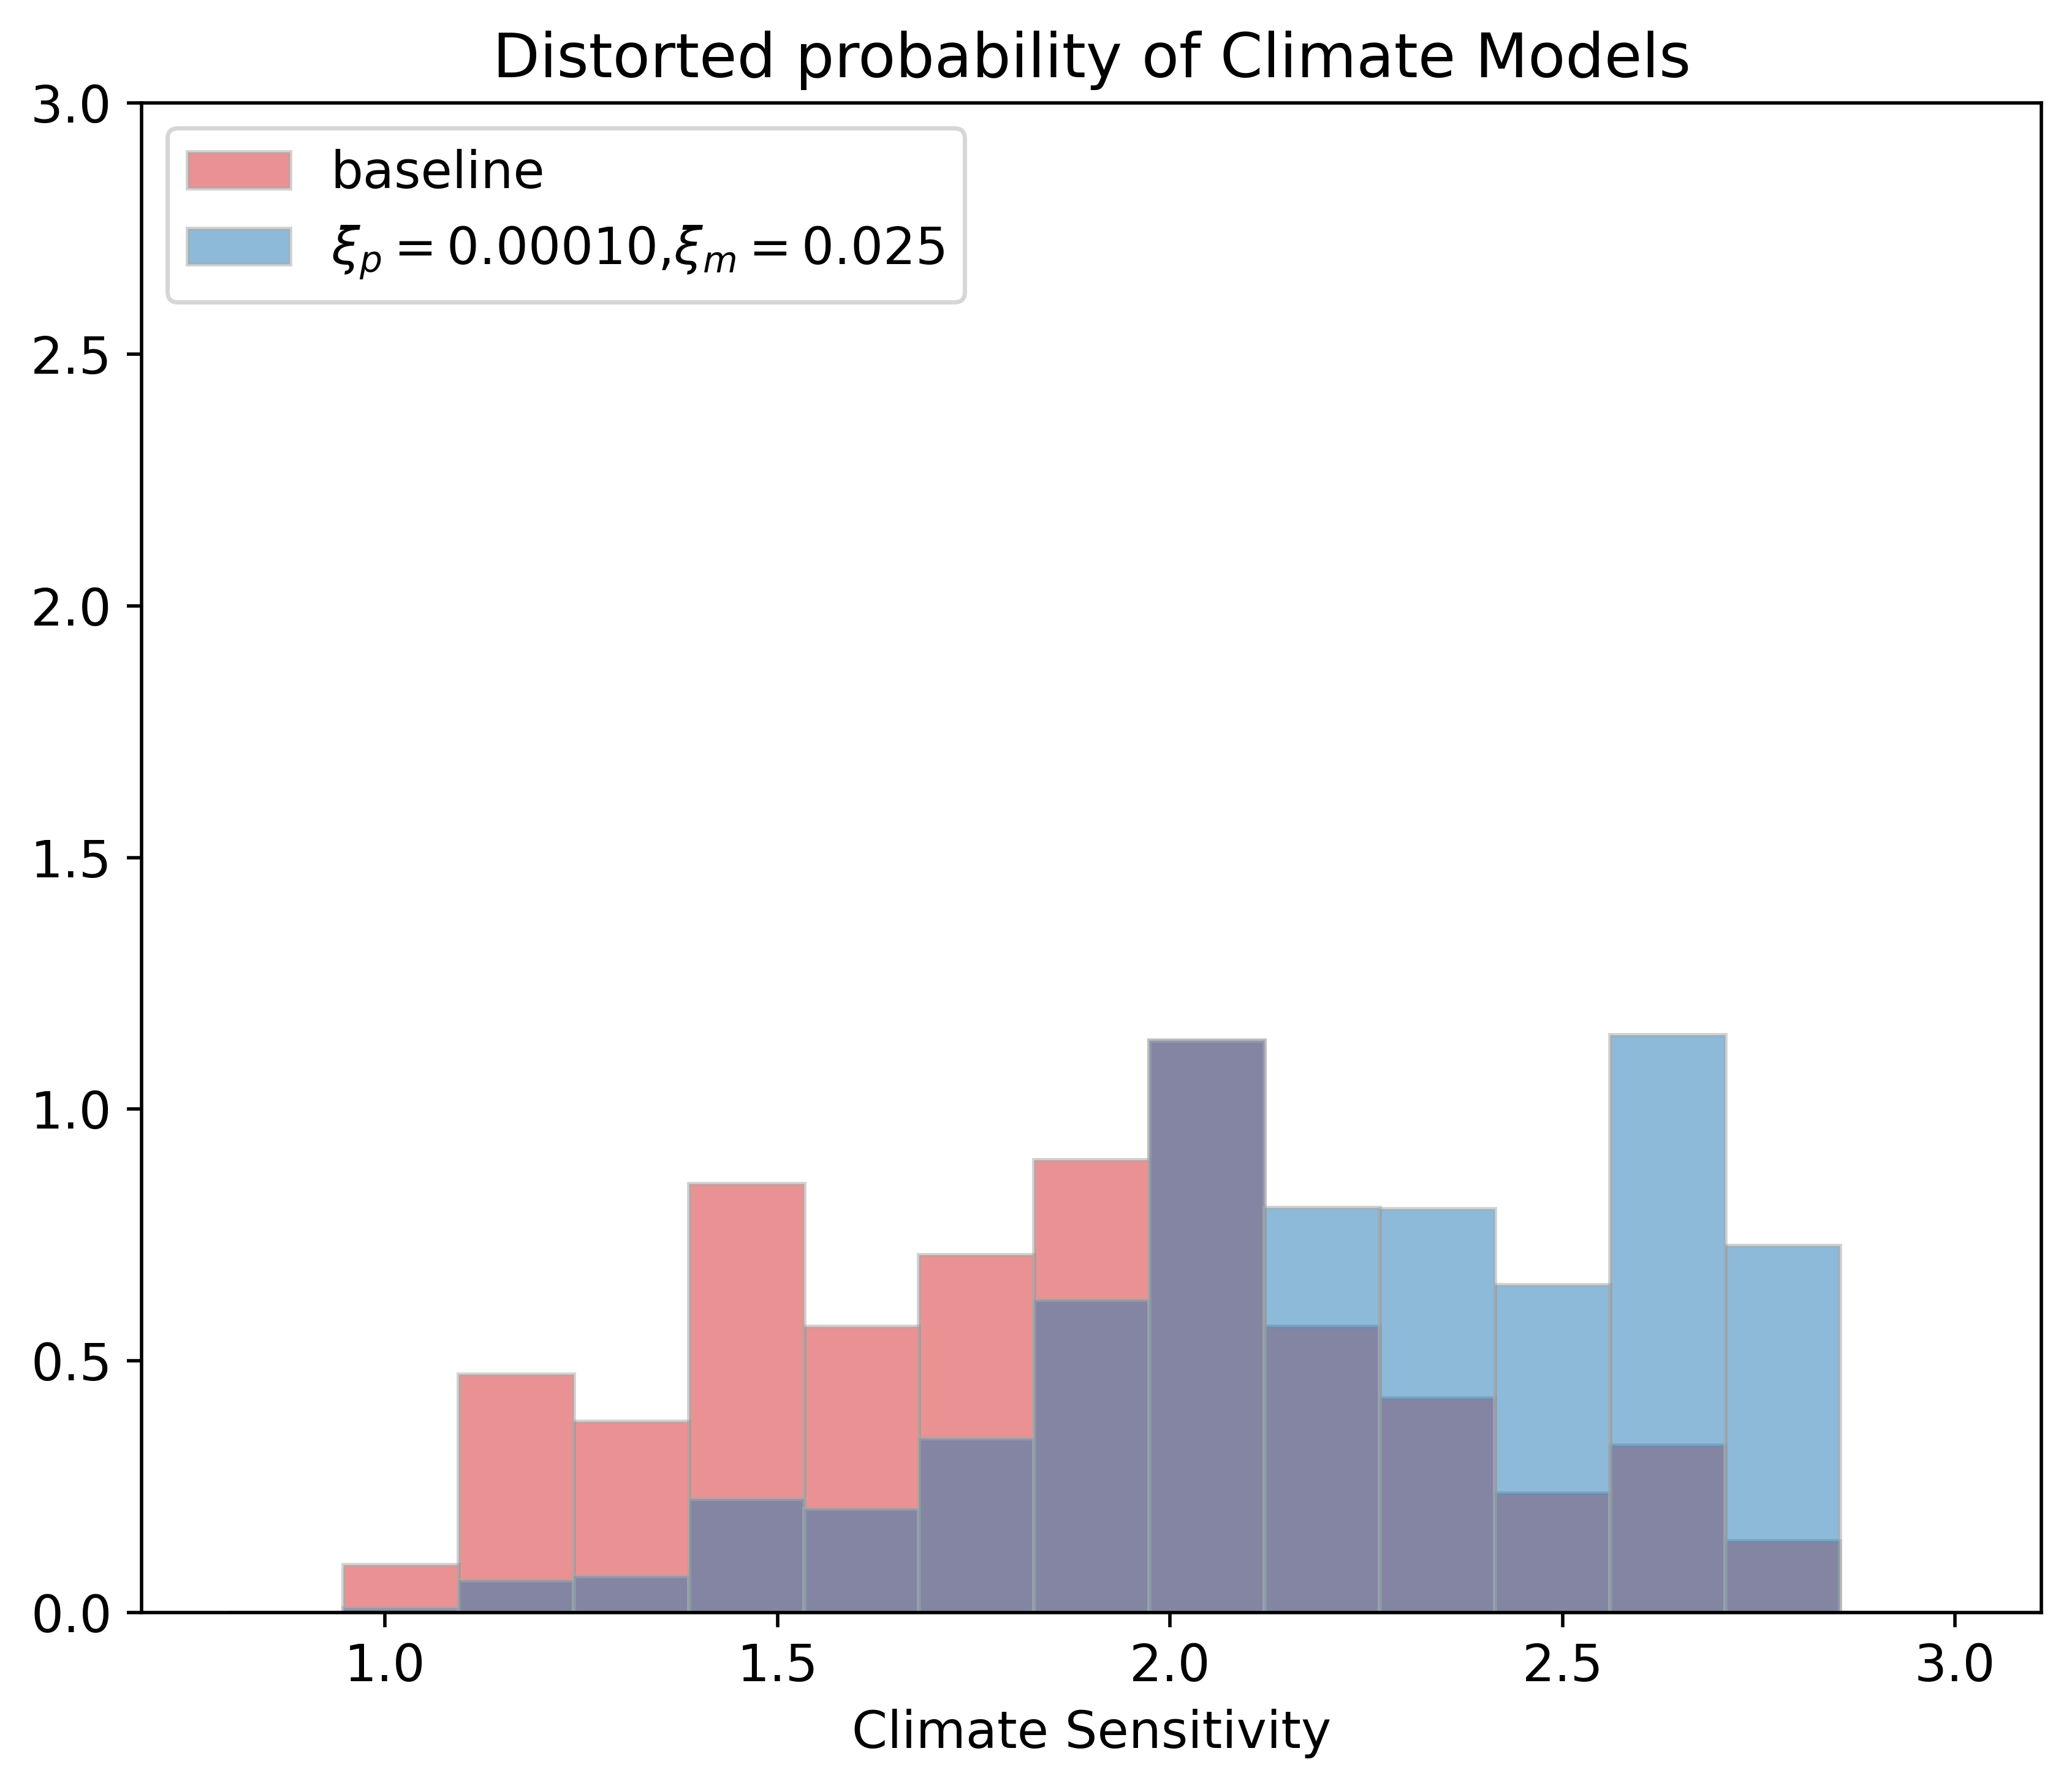 Distorted probability of Climate Models
baseline
ξₚ = 0.00010,ξₘ = 0.025
3.0
2.5
2.0
1.5
1.0
0.5
0.0
1.0 1.5 2.0 2.5 3.0
Climate Sensitivity